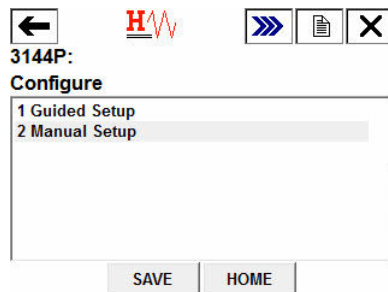 H
3144P:
Configure
1 Guided Setup
2 Manual Setup
SAVE HOME